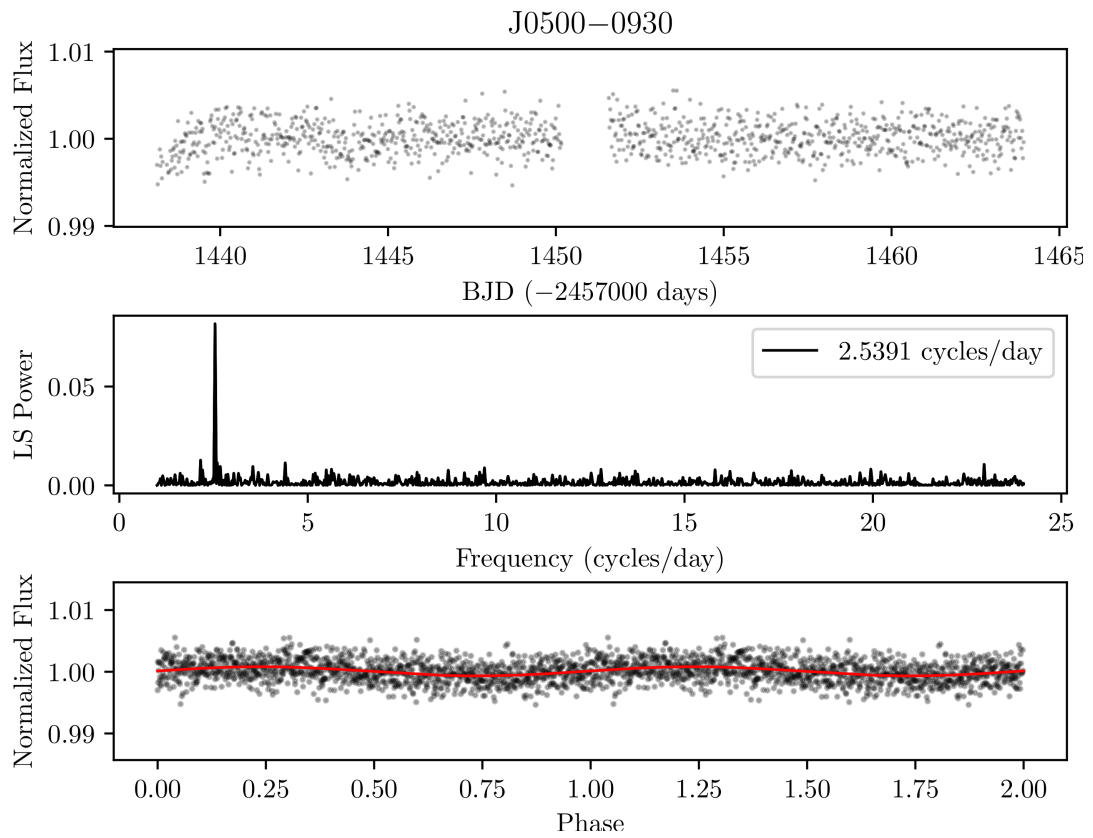 J0500−0930
Normalized Flux
1.01
1.00
0.99
1440 1445 1450 1455 1460 1465
BJD (−2457000 days)
LS Power
0.05
0.00
2.5391 cycles/day
0 5 10 15 20 25
Frequency (cycles/day)
Normalized Flux
1.01
1.00
0.99
0.00 0.25 0.50 0.75 1.00 1.25 1.50 1.75 2.00
Phase